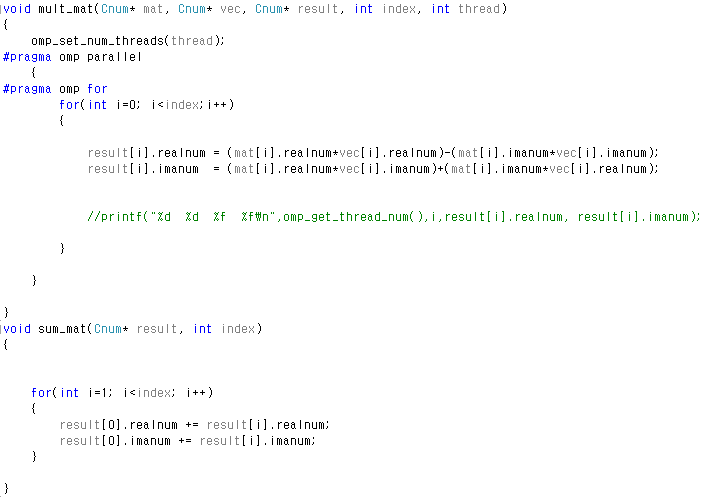 void mult_mat(Cnum* mat, Cnum* vec, Cnum* result, int index, int thread)
{
    omp_set_num_threads(thread);
#pragma omp parallel
    {
#pragma omp for
        for(int i=0; i<index;i++)
        {
            result[i].realnum = (mat[i].realnum*vec[i].realnum)-(mat[i].imanum*vec[i].imanum);
            result[i].imanum  = (mat[i].realnum*vec[i].imanum)+(mat[i].imanum*vec[i].realnum);
            //printf("%d  %d  %f  %f₩n",omp_get_thread_num(),i,result[i].realnum, result[i].imanum);
        }
    }
}
void sum_mat(Cnum* result, int index)
{
    for(int i=1; i<index; i++)
    {
        result[0].realnum += result[i].realnum;
        result[0].imanum += result[i].imanum;
    }
}